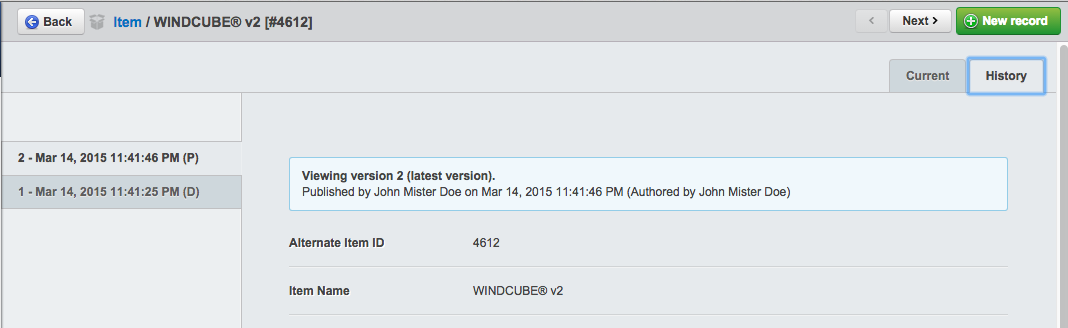 Back Item / WINDCUBE® v2 [#4612] < Next > New record
Current History
2 - Mar 14, 2015 11:41:46 PM (P)
1 - Mar 14, 2015 11:41:25 PM (D)
Viewing version 2 (latest version).
Published by John Mister Doe on Mar 14, 2015 11:41:46 PM (Authored by John Mister Doe)
Alternate Item ID 4612
Item Name WINDCUBE® v2